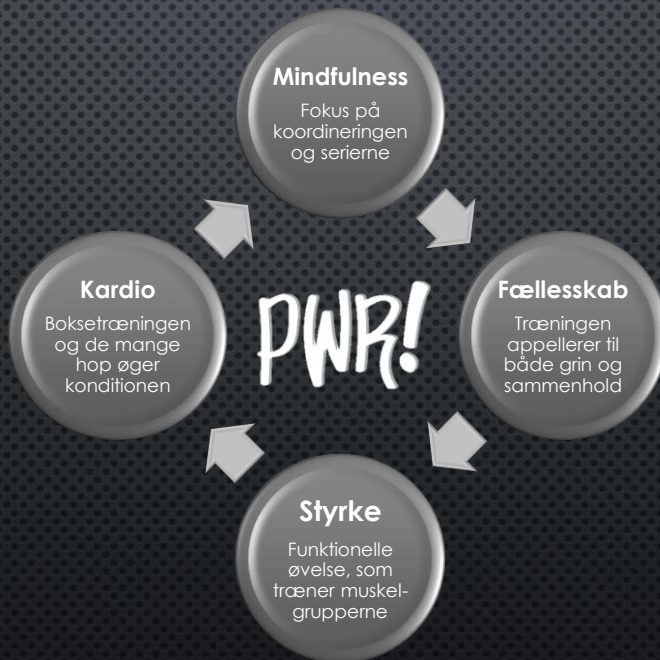 Mindfulness
Fokus på
koordineringen
og serierne
Kardio
Boksetræningen
og de mange
hop øger
konditionen
PWR!
Fællesskab
Træningen
appellerer til
både grin og
sammenhold
Styrke
Funktionelle
øvelse, som
træner muskel-
grupperne